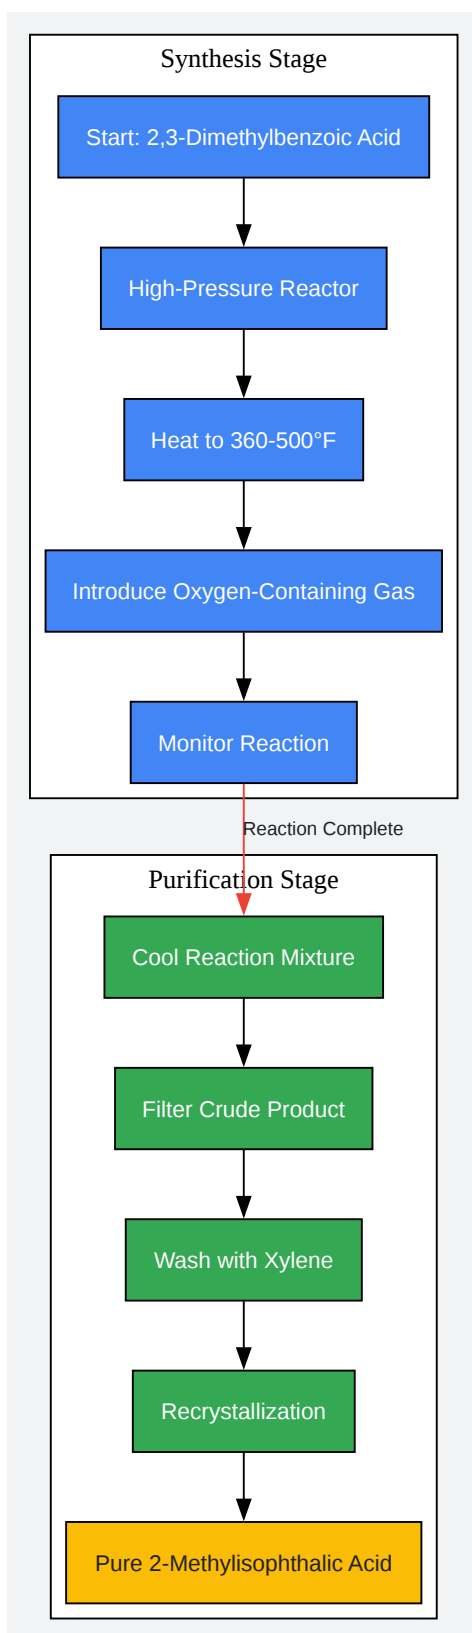 Synthesis Stage
Start: 2,3-Dimethylbenzoic Acid
High-Pressure Reactor
Heat to 360-500°F
Introduce Oxygen-Containing Gas
Monitor Reaction
Reaction Complete
Purification Stage
Cool Reaction Mixture
Filter Crude Product
Wash with Xylene
Recrystallization
Pure 2-Methylisophthalic Acid